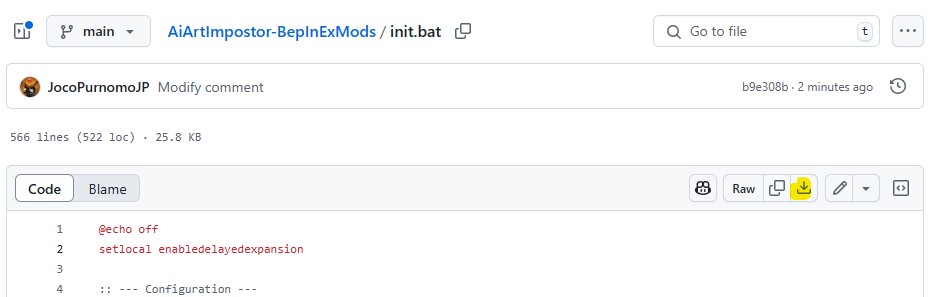 main AiArtImpostor-BepInExMods / init.bat Go to file t
JocoPurnomoJP Modify comment b9e308b · 2 minutes ago
566 lines (522 loc) · 25.8 KB
Code Blame Raw
1 @echo off
2 setlocal enabledelayedexpansion
3
4 :: --- Configuration ---